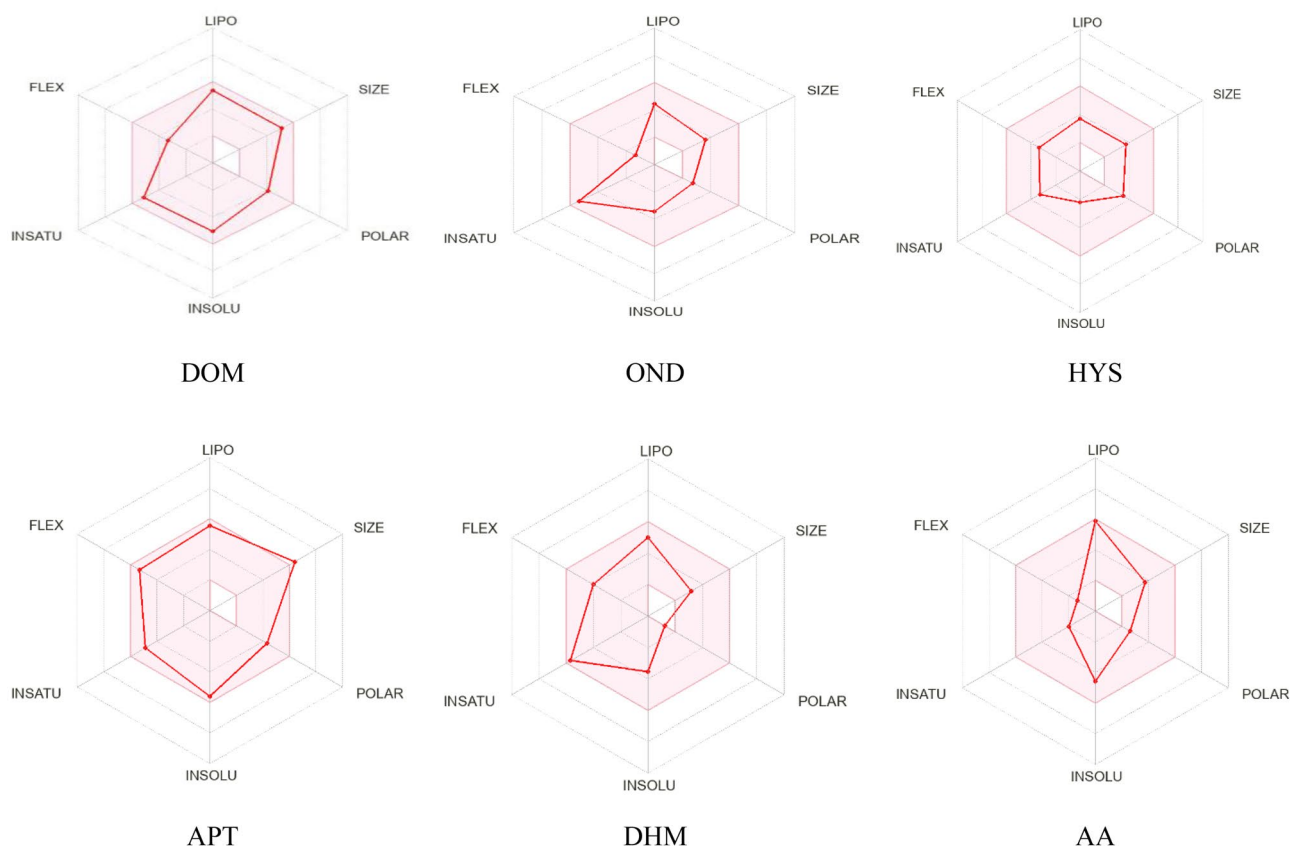 LIPO
FLEX
SIZE
INSATU
POLAR
INSOLU
DOM
LIPO
FLEX
SIZE
INSATU
POLAR
INSOLU
OND
LIPO
FLEX
SIZE
INSATU
POLAR
INSOLU
HYS
LIPO
FLEX
SIZE
INSATU
POLAR
INSOLU
APT
LIPO
FLEX
SIZE
INSATU
POLAR
INSOLU
DHM
LIPO
FLEX
SIZE
INSATU
POLAR
INSOLU
AA